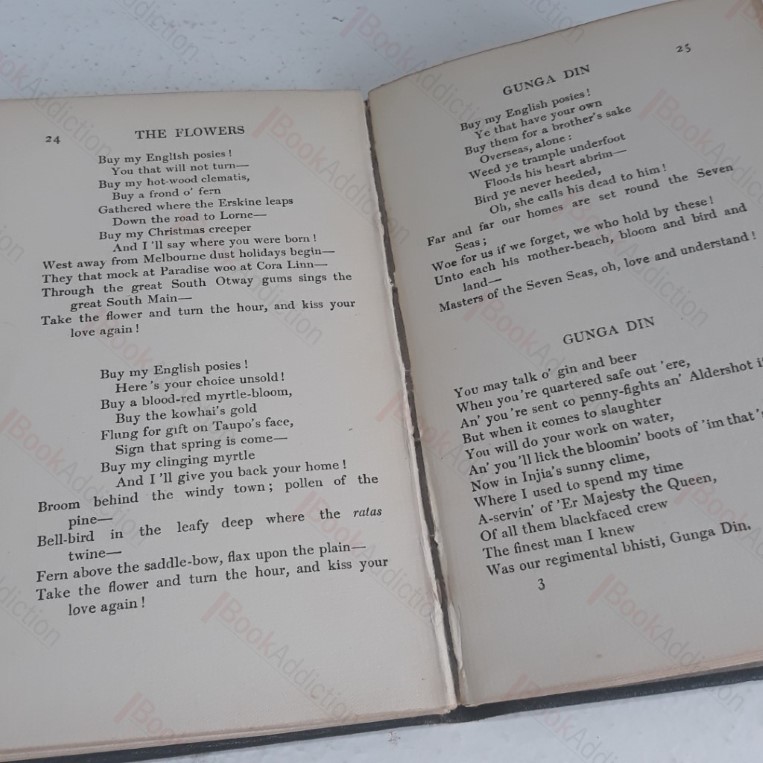 24
THE FLOWERS
Buy my English posies!
You that will not turn—
Buy my hot-wood clematis,
Buy a frond o' fern
Gathered where the Erskine leaps
Down the road to Lorne—
Buy my Christmas creeper
And I'll say where you were born!
West away from Melbourne dust holidays begin—
They that mock at Paradise woo at Cora Linn—
Through the great South Otway gums sings the
great South Main—
Take the flower and turn the hour, and kiss your
love again!
Buy my English posies!
Here's your choice unsold!
Buy a blood-red myrtle-bloom,
Buy the kowhai's gold
Flung for gift on Taupo's face,
Sign that spring is come—
Buy my clinging myrtle
And I'll give you back your home!
Broom behind the windy town; pollen of the
pine—
Bell-bird in the leafy deep where the ratas
twine—
Fern above the saddle-bow, flax upon the plain—
Take the flower and turn the hour, and kiss your
love again!
GUNGA DIN
25
Buy my English posies!
Ye that have your own
Buy them for a brother's sake
Overseas, alone:
Weed ye trample underfoot
Floods his heart abrim—
Bird ye never heeded,
Oh, she calls his dead to him!
Far and far our homes are set round the Seven
Seas;
Woe for us if we forget, we who hold by these!
Unto each his mother-beach, bloom and bird and
land—
Masters of the Seven Seas, oh, love and understand!
GUNGA DIN
You may talk o' gin and beer
When you're quartered safe out 'ere,
An' you're sent to penny-fights an' Aldershot i
But when it comes to slaughter
You will do your work on water,
An' you'll lick the bloomin' boots of 'im that's
Now in Injia's sunny clime,
Where I used to spend my time
A-servin' of 'Er Majesty the Queen,
Of all them blackfaced crew
The finest man I knew
Was our regimental bhisti, Gunga Din.
3
BookAddiction